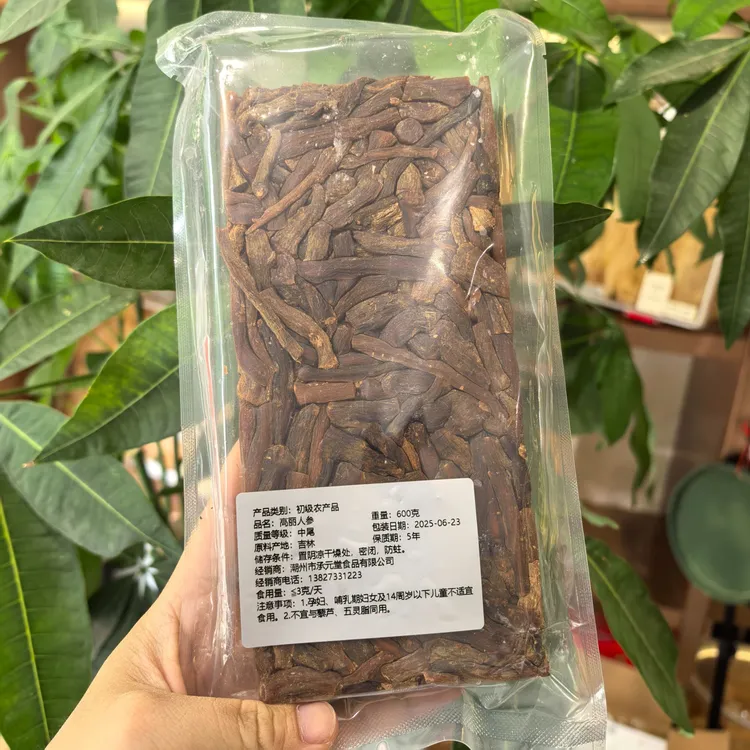 产品类别：初级农产品
品名：高丽人参
重量：600克
质量等级：中尾
包装日期：2025-06-23
原料产地：吉林
保质期：5年
储存条件：置阴凉干燥处，密闭，防蛀。
经销商：潮州市承元堂食品有限公司
经销商电话：13827331223
食用量：≤3克/天
注意事项：1.孕妇、哺乳期妇女及14周岁以下儿童不适宜
食用。2.不宜与藜芦、五灵脂同用。